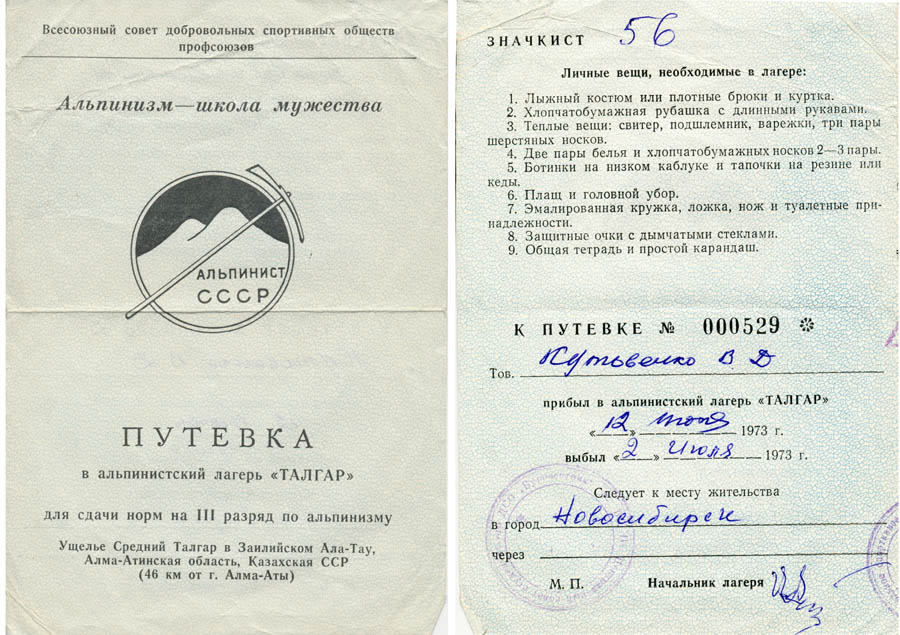 Всесоюзный совет добровольных спортивных обществ
профсоюзов
Альпинизм—школа мужества
АЛЬПИНИСТ
СССР
ПУТЕВКА
в альпинистский лагерь «ТАЛГАР»
для сдачи норм на III разряд по альпинизму
Ущелье Средний Талгар в Заилийском Ала-Тау,
Алма-Атинская область, Казахская ССР
(46 км от г. Алма-Аты)
ЗНАЧКИСТ 56
Личные вещи, необходимые в лагере:
1. Лыжный костюм или плотные брюки и куртка.
2. Хлопчатобумажная рубашка с длинными рукавами.
3. Теплые вещи: свитер, подшлемник, варежки, три пары
шерстяных носков.
4. Две пары белья и хлопчатобумажных носков 2—3 пары.
5. Ботинки на низком каблуке и тапочки на резине или
кеды.
6. Плащ и головной убор.
7. Эмалированная кружка, ложка, нож и туалетные при-
надлежности.
8. Защитные очки с дымчатыми стеклами.
9. Общая тетрадь и простой карандаш.
К ПУТЕВКЕ № 000529
Тов. В Д
прибыл в альпинистский лагерь «ТАЛГАР»
«12» июня 1973 г.
выбыл «2» Июля 1973 г.
Следует к месту жительства
в город Новосибирск
через
М. П. Начальник лагеря